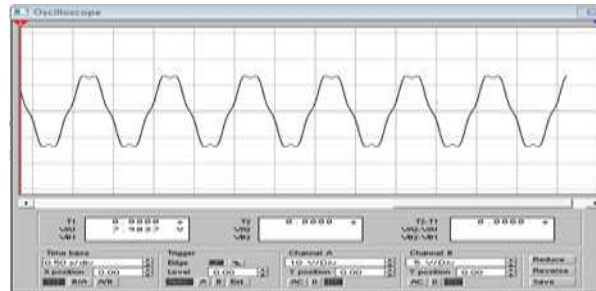 Oscilloscope
T1 0.0000 s T2 0.0000 s T2-T1 0.0000 s
VA1 7.9037 V VA2 VA2-VA1
VB1 VB2 VB2-VB1
Time base Trigger Channel A Channel B
0.50 s/div Edge 10 V/Div 5 V/Div Reduce
X position 0.00 Level 0.00 Y position 0.00 Y position 0.00 Reverse
B/A A/B A B Ext AC 0 AC 0 Save